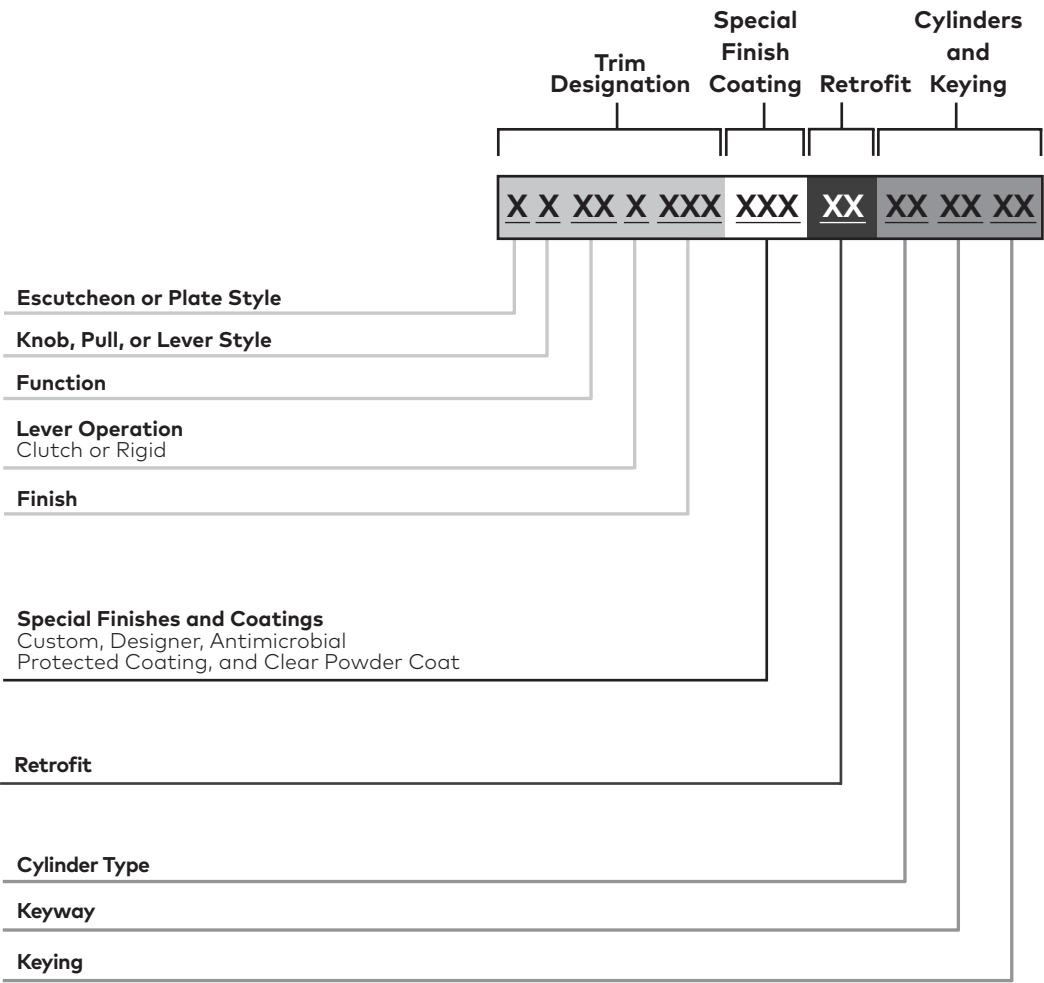 Special
Finish
Coating
Cylinders
and
Keying
Trim
Designation
Retrofit
X X XX X XXX XXX XX XX XX XX
Escutcheon or Plate Style
Knob, Pull, or Lever Style
Function
Lever Operation
Clutch or Rigid
Finish
Special Finishes and Coatings
Custom, Designer, Antimicrobial
Protected Coating, and Clear Powder Coat
Retrofit
Cylinder Type
Keyway
Keying